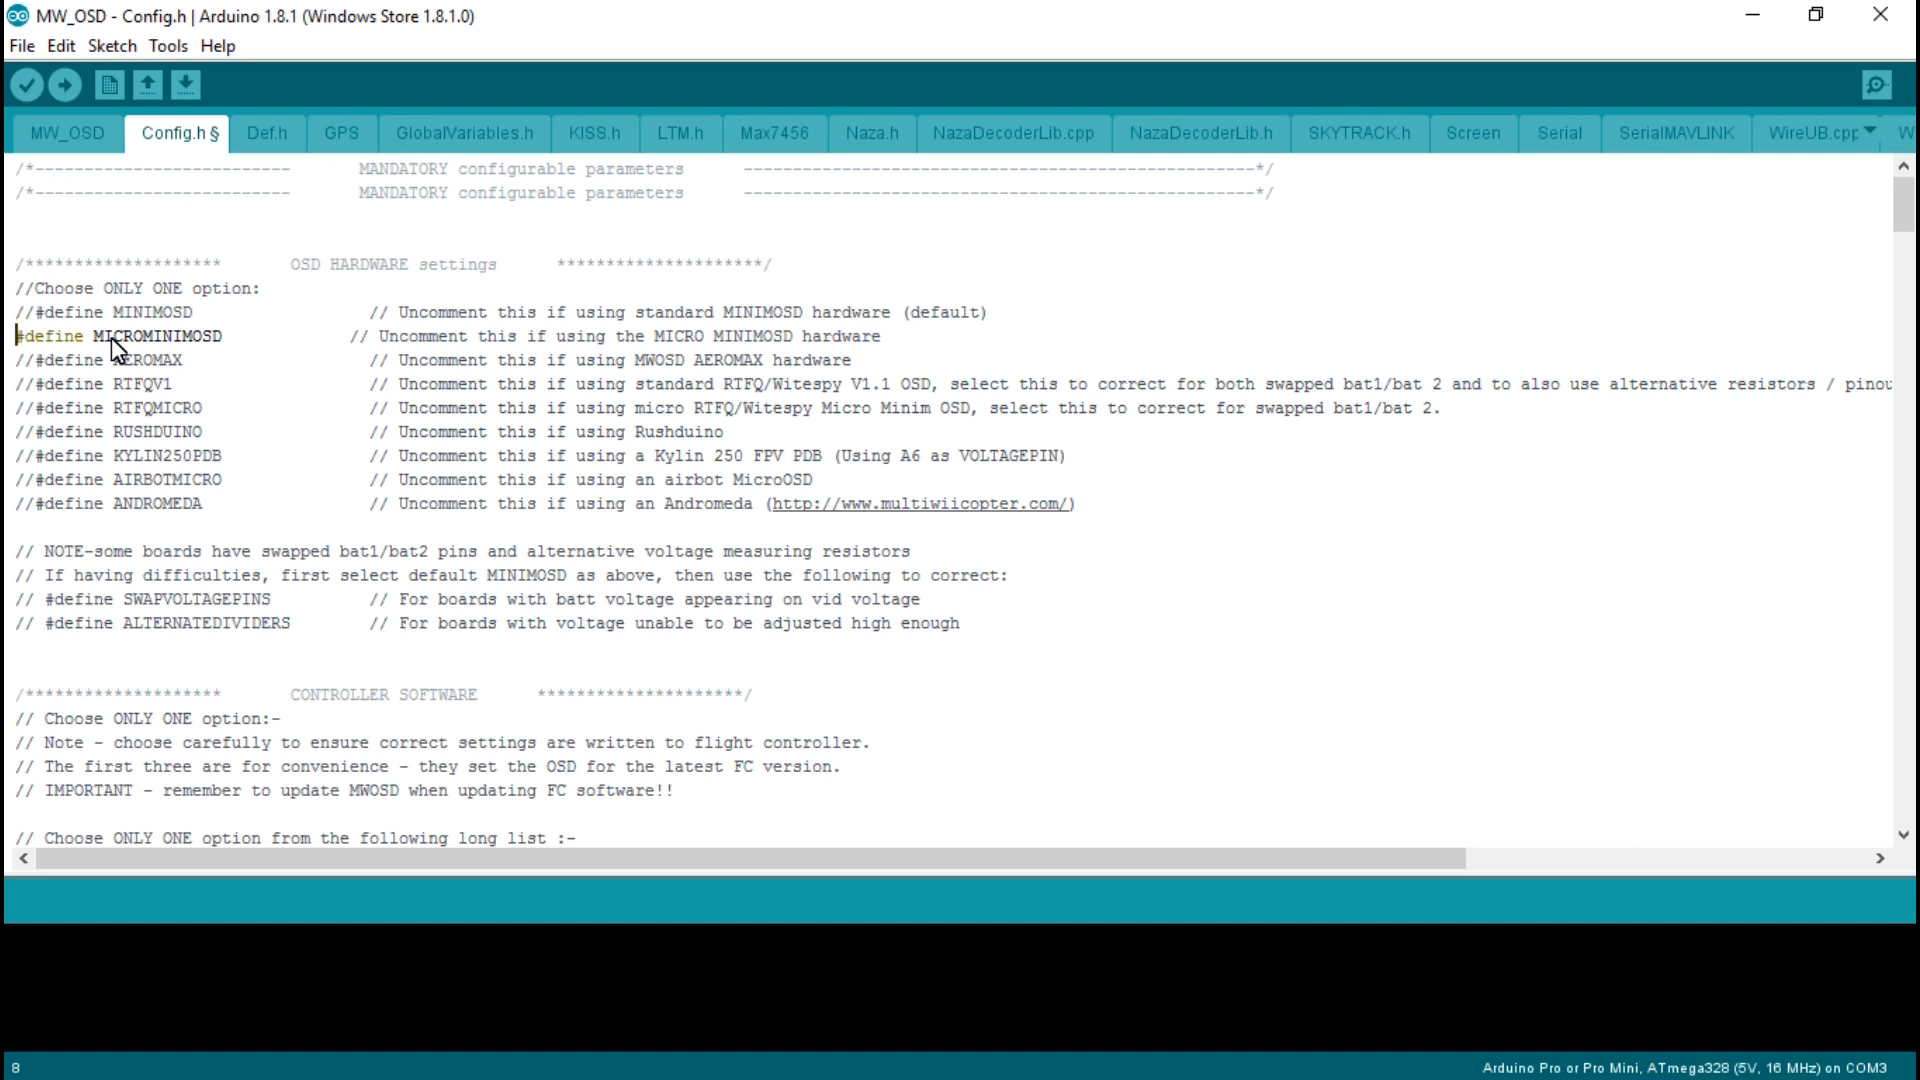 MW_OSD - Config.h | Arduino 1.8.1 (Windows Store 1.8.1.0)
File Edit Sketch Tools Help
MW_OSD Config.h § Def.h GPS GlobalVariables.h KISS.h LTM.h Max7456 Naza.h NazaDecoderLib.cpp NazaDecoderLib.h SKYTRACK.h Screen Serial SerialMAVLINK WireUB.cpp W
/*-------------------------- MANDATORY configurable parameters ----------------------------------------------------*/
/*-------------------------- MANDATORY configurable parameters ----------------------------------------------------*/
/******************** OSD HARDWARE settings *********************/
//Choose ONLY ONE option:
//#define MINIMOSD // Uncomment this if using standard MINIMOSD hardware (default)
#define MICROMINIMOSD // Uncomment this if using the MICRO MINIMOSD hardware
//#define AEROMAX // Uncomment this if using MWOSD AEROMAX hardware
//#define RTFQV1 // Uncomment this if using standard RTFQ/Witespy V1.1 OSD, select this to correct for both swapped bat1/bat 2 and to also use alternative resistors / pinou
//#define RTFQMICRO // Uncomment this if using micro RTFQ/Witespy Micro Minim OSD, select this to correct for swapped bat1/bat 2.
//#define RUSHDUINO // Uncomment this if using Rushduino
//#define KYLIN250PDB // Uncomment this if using a Kylin 250 FPV PDB (Using A6 as VOLTAGEPIN)
//#define AIRBOTMICRO // Uncomment this if using an airbot MicroOSD
//#define ANDROMEDA // Uncomment this if using an Andromeda (http://www.multiwiicopter.com/)
// NOTE-some boards have swapped bat1/bat2 pins and alternative voltage measuring resistors
// If having difficulties, first select default MINIMOSD as above, then use the following to correct:
// #define SWAPVOLTAGEPINS // For boards with batt voltage appearing on vid voltage
// #define ALTERNATEDIVIDERS // For boards with voltage unable to be adjusted high enough
/******************** CONTROLLER SOFTWARE *********************/
// Choose ONLY ONE option:-
// Note - choose carefully to ensure correct settings are written to flight controller.
// The first three are for convenience - they set the OSD for the latest FC version.
// IMPORTANT - remember to update MWOSD when updating FC software!!
// Choose ONLY ONE option from the following long list :-
8 Arduino Pro or Pro Mini, ATmega328 (5V, 16 MHz) on COM3